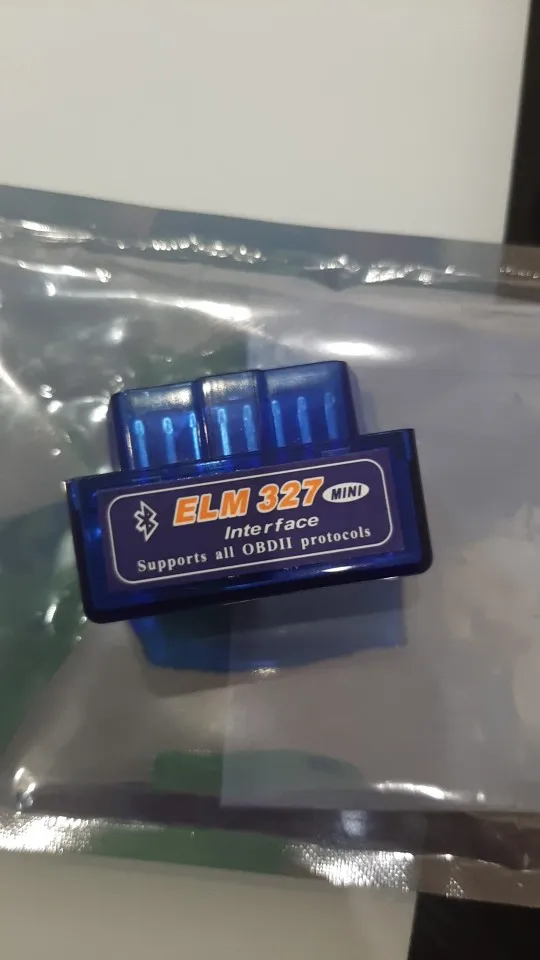 ELM 327 MINI
Interface
Supports all OBDII protocols